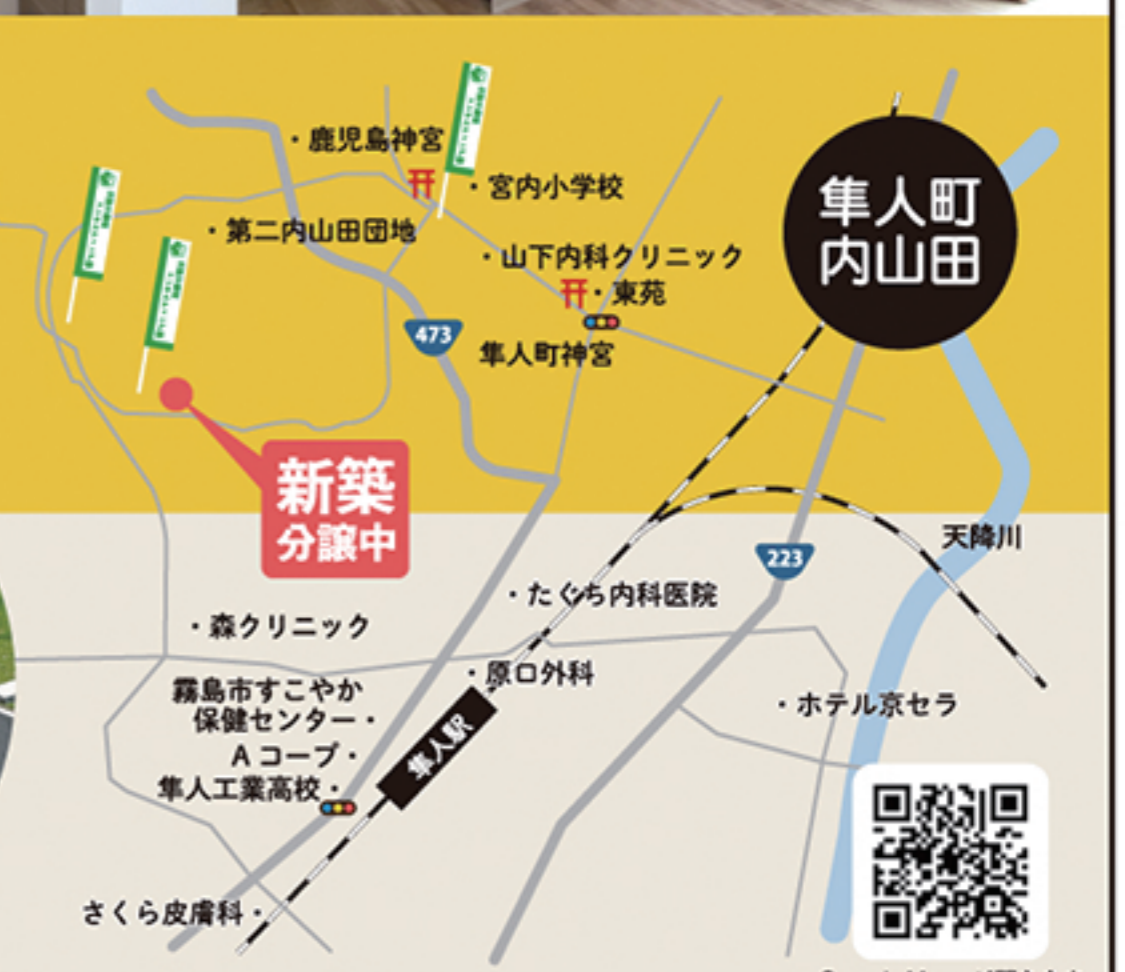 ・鹿児島神宮
・宮内小学校
・第二内山田団地
・山下内科クリニック
・東苑
隼人町
内山田
473
隼人町神宮
新築
分譲中
天降川
223
・たぐち内科医院
・森クリニック
・原口外科
霧島市すこやか
保健センター・
Aコープ・
隼人工業高校・
隼人駅
・ホテル京セラ
さくら皮膚科・